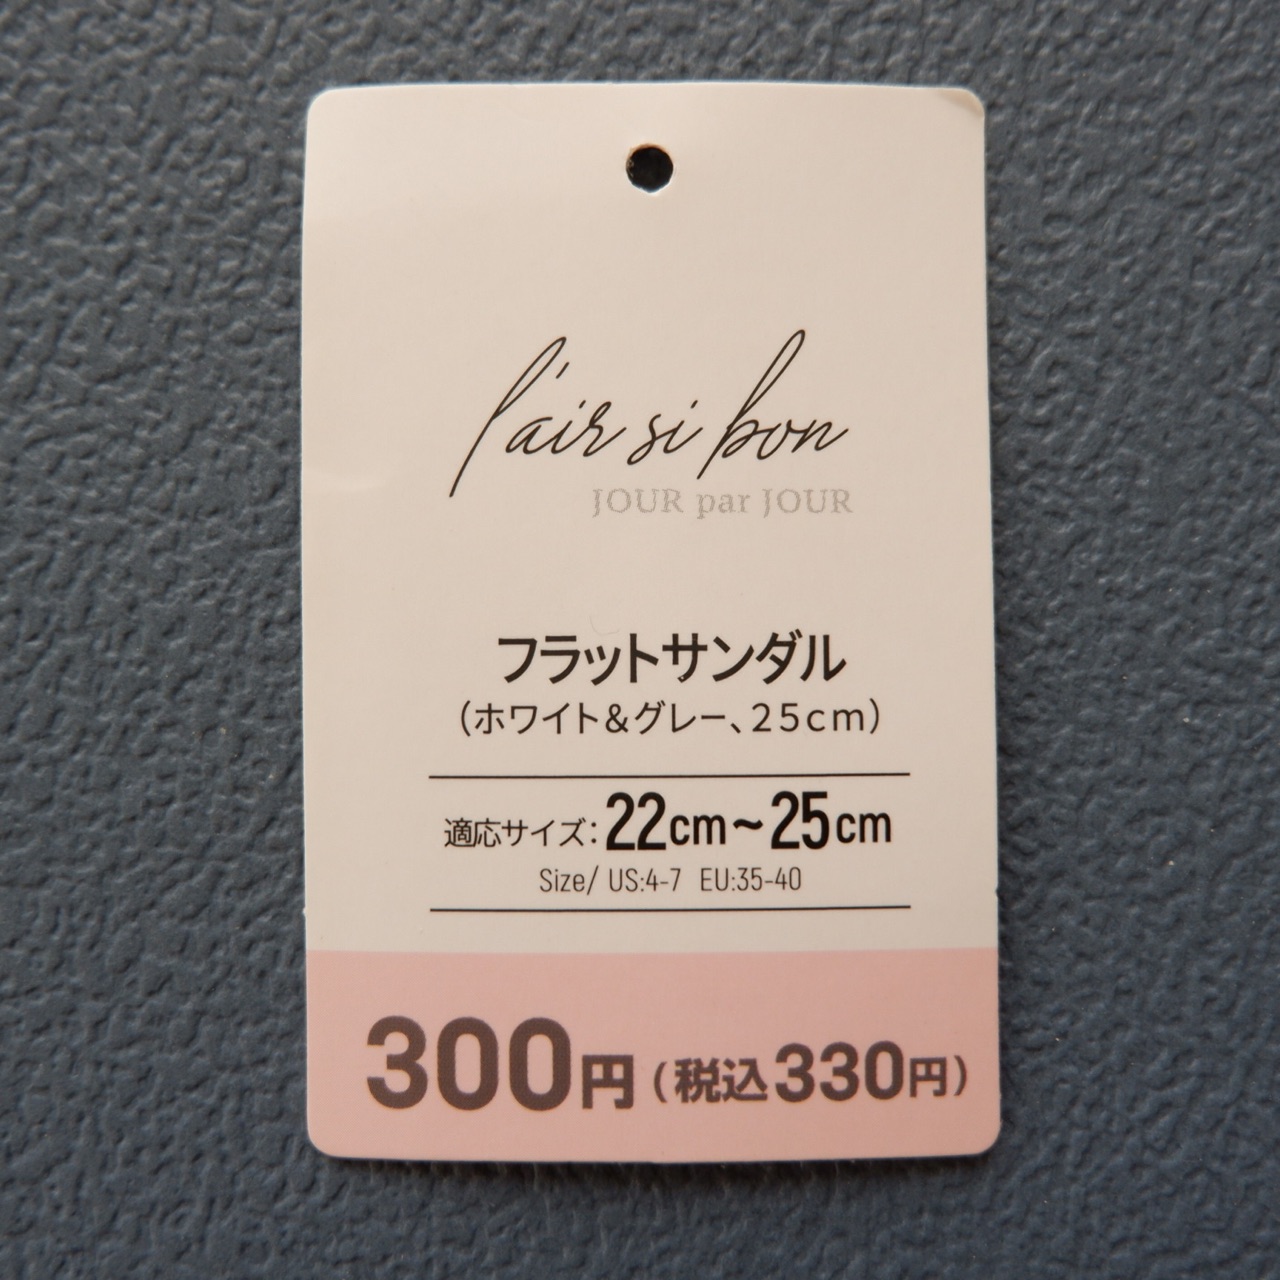 l'air si bon
JOUR par JOUR
フラットサンダル
（ホワイト＆グレー、25cm）
適応サイズ：22cm～25cm
Size/ US:4-7 EU:35-40
300円（税込330円）